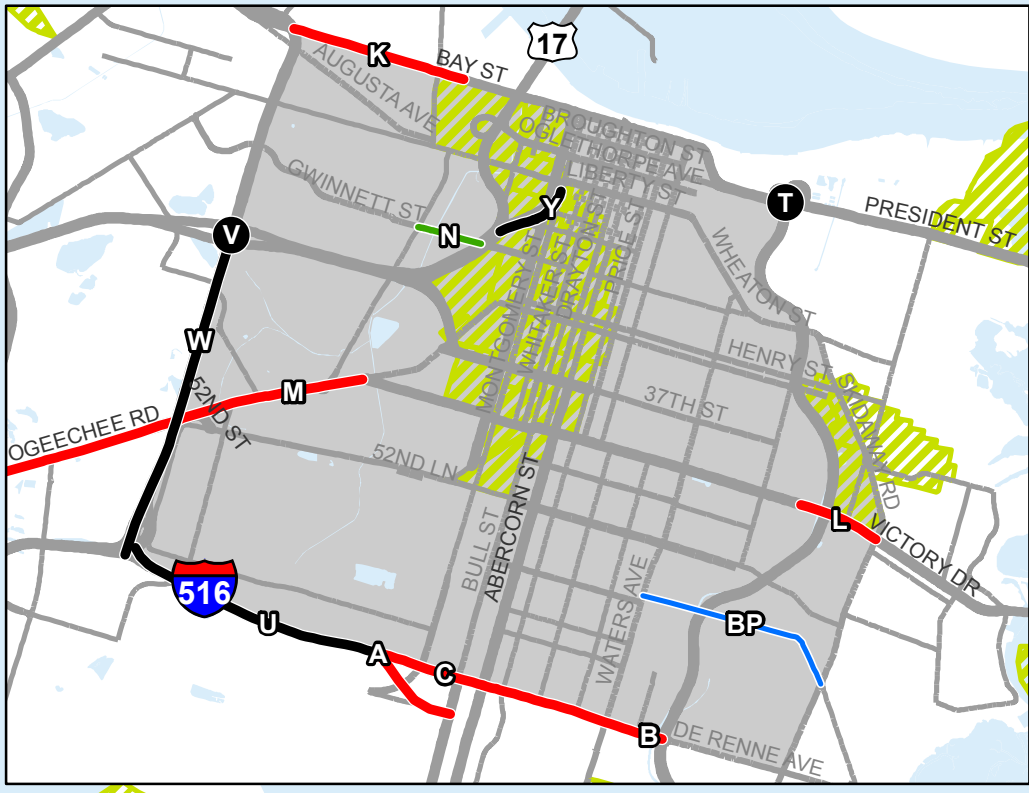 17
K
BAY ST
AUGUSTA AVE
BROUGHTON ST
OGLETHORPE AVE
LIBERTY ST
GWINNETT ST
Y
T
PRESIDENT ST
N
V
MONTGOMERY ST
WHITAKER ST
DRAYTON ST
PRICE ST
WHEATON ST
W
HENRY ST
M
52ND ST
37TH ST
SKIDAWAY RD
OGEECHEE RD
52ND LN
L
VICTORY DR
BULL ST
ABERCORN ST
516
WATERS AVE
BP
U
A
C
B
DE RENNE AVE